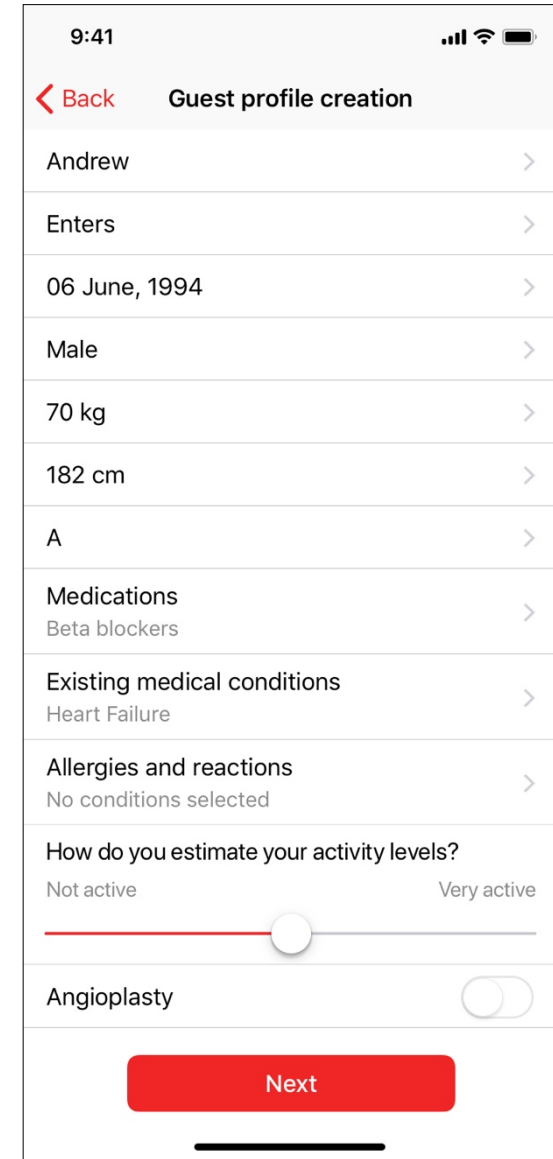 9:41
Back Guest profile creation
Andrew
Enters
06 June, 1994
Male
70 kg
182 cm
A
Medications
Beta blockers
Existing medical conditions
Heart Failure
Allergies and reactions
No conditions selected
How do you estimate your activity levels?
Not active Very active
Angioplasty
Next